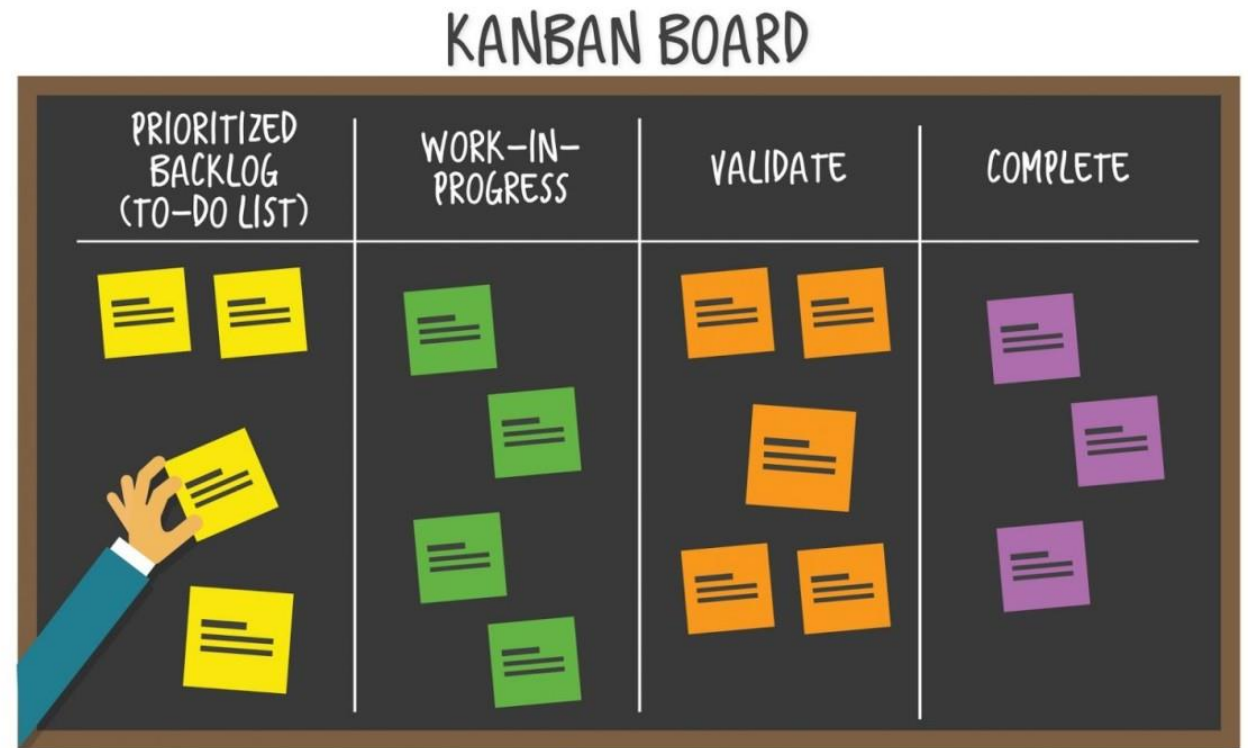 KANBAN BOARD
PRIORITIZED
BACKLOG
(TO-DO LIST)
WORK-IN-
PROGRESS
VALIDATE
COMPLETE